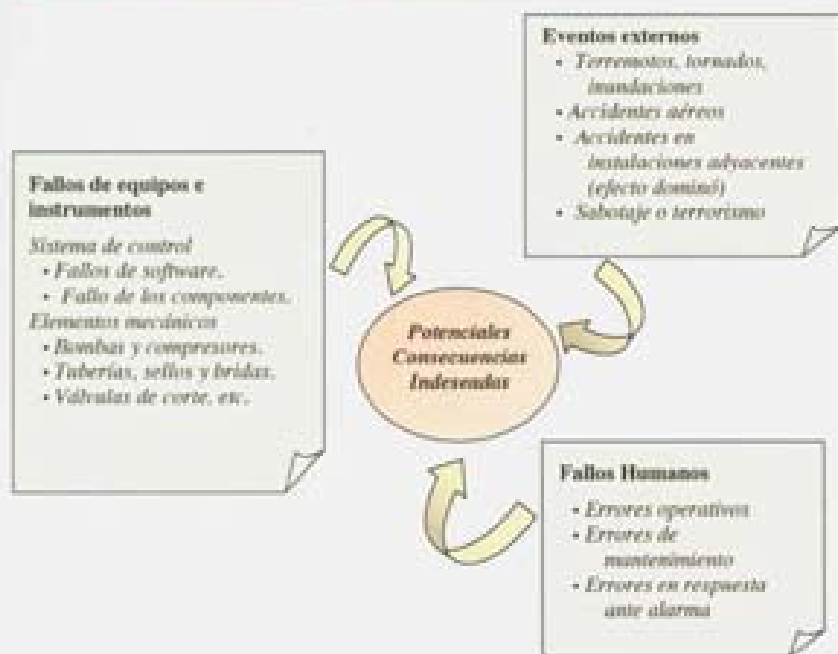 Eventos externos
• Terremotos, tornados,
inundaciones
• Accidentes aéreos
• Accidentes en
instalaciones adyacentes
(efecto dominó)
• Sabotaje o terrorismo
Fallos de equipos e
instrumentos
Sistema de control
• Fallos de software.
• Fallo de los componentes.
Elementos mecánicos
• Bombas y compresores.
• Tuberías, sellos y bridas.
• Válvulas de corte, etc.
Potenciales
Consecuencias
Indeseadas
Fallos Humanos
• Errores operativos
• Errores de
mantenimiento
• Errores en respuesta
ante alarma